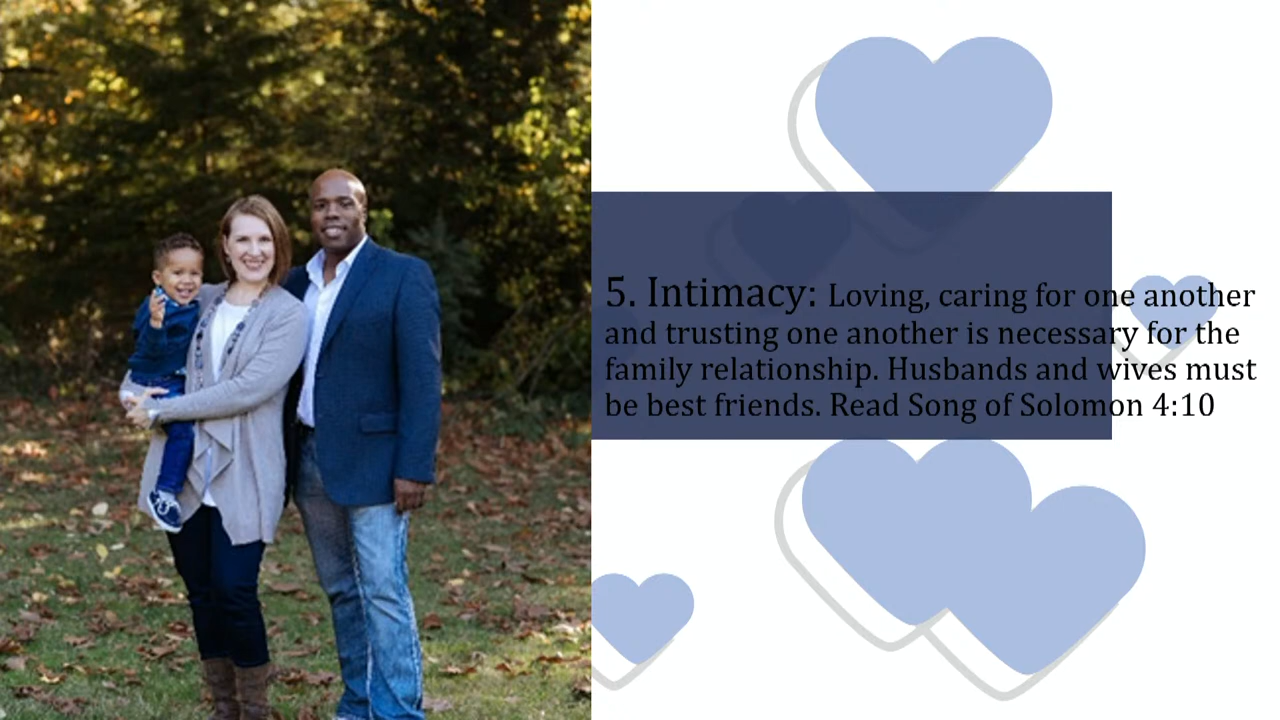 5. Intimacy: Loving, caring for one another
and trusting one another is necessary for the
family relationship. Husbands and wives must
be best friends. Read Song of Solomon 4:10